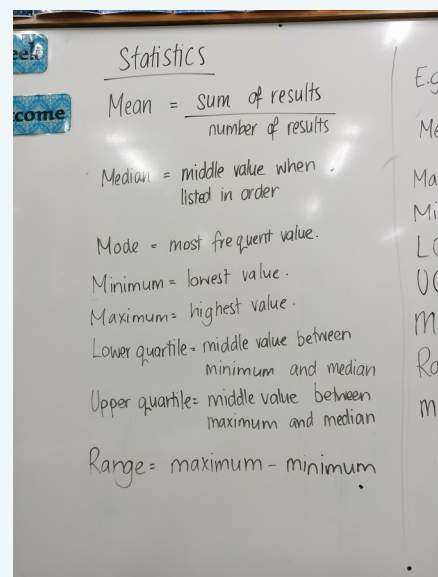 eek
come
Statistics
Mean = sum of results
number of results
Median = middle value when
listed in order
Mode = most frequent value.
Minimum = lowest value.
Maximum = highest value.
Lower quartile = middle value between
minimum and median
Upper quartile = middle value between
maximum and median
Range = maximum - minimum
E.g
Me
Ma
Mi
LQ
UQ
m
Ra
m